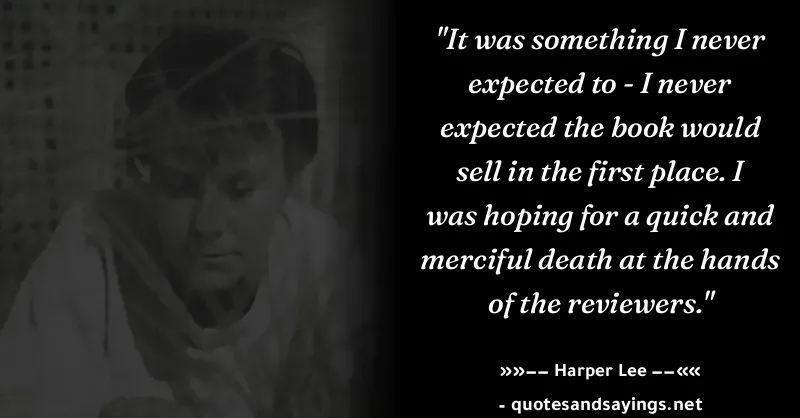 "It was something I never
expected to - I never
expected the book would
sell in the first place. I
was hoping for a quick and
merciful death at the hands
of the reviewers."
»»−− Harper Lee −−««
- quotesandsayings.net